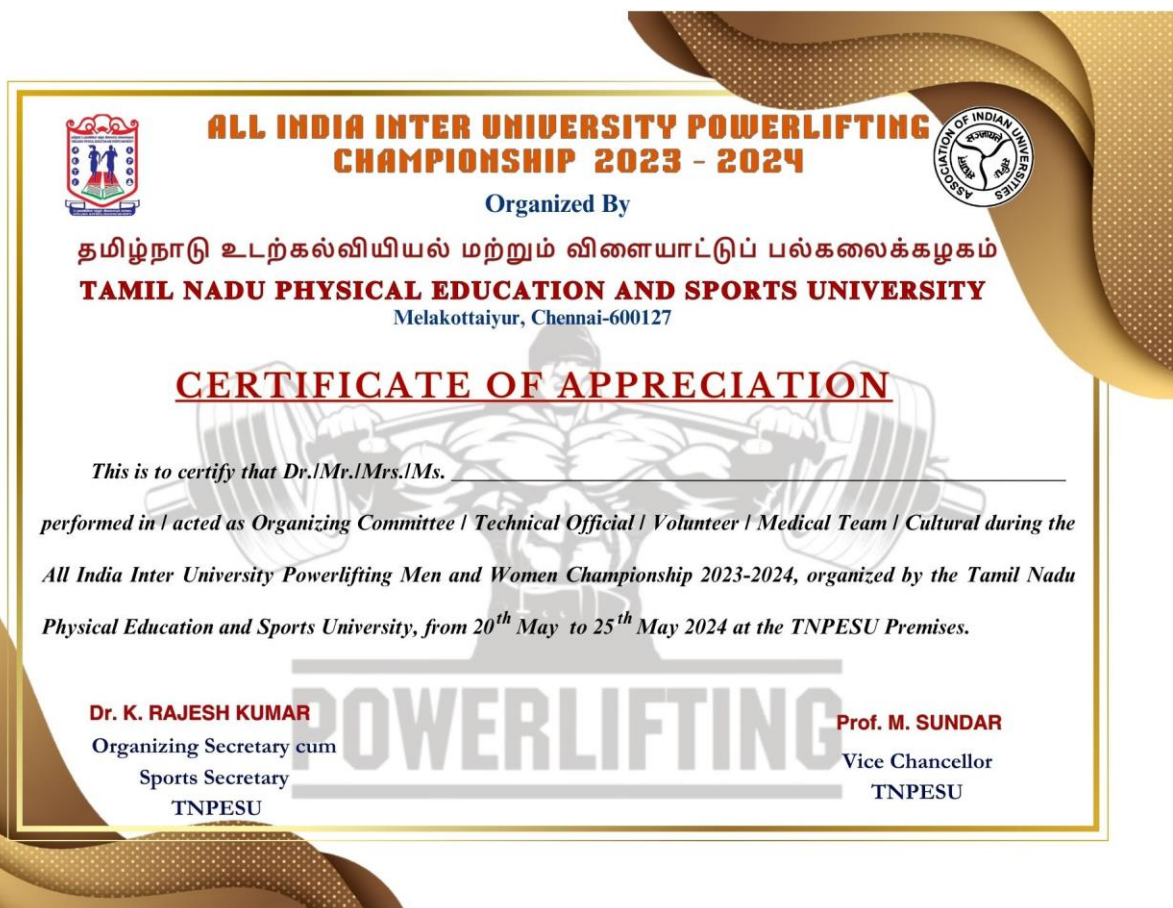 ALL INDIA INTER UNIVERSITY POWERLIFTING
CHAMPIONSHIP 2023 - 2024
ASSOCIATION OF INDIAN UNIVERSITIES
Organized By
தமிழ்நாடு உடற்கல்வியியல் மற்றும் விளையாட்டுப் பல்கலைக்கழகம்
TAMIL NADU PHYSICAL EDUCATION AND SPORTS UNIVERSITY
Melakottaiyur, Chennai-600127
CERTIFICATE OF APPRECIATION
This is to certify that Dr./Mr./Mrs./Ms.
performed in / acted as Organizing Committee / Technical Official / Volunteer / Medical Team / Cultural during the
All India Inter University Powerlifting Men and Women Championship 2023-2024, organized by the Tamil Nadu
Physical Education and Sports University, from 20th May to 25th May 2024 at the TNPESU Premises.
POWERLIFTING
Dr. K. RAJESH KUMAR
Organizing Secretary cum
Sports Secretary
TNPESU
Prof. M. SUNDAR
Vice Chancellor
TNPESU